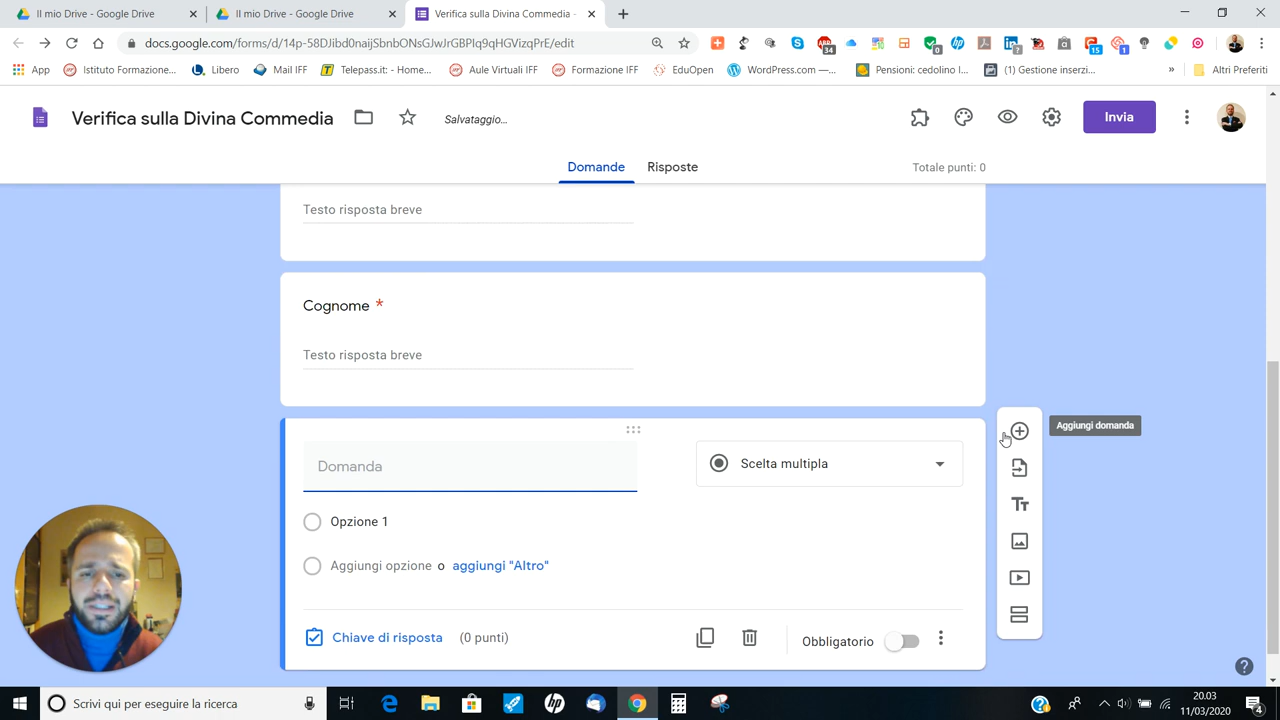 Il mio Drive - Google Drive
Il mio Drive - Google Drive
Verifica sulla Divina Commedia -
docs.google.com/forms/d/14p-5BDJibd0naijSbHcONsGJwJrGBPIq9qHGVizqPrE/edit
App
Istituto Formazione...
Libero
Mail IFF
Telepass.it: - Home...
Aule Virtuali IFF
Formazione IFF
EduOpen
WordPress.com —...
Pensioni: cedolino I...
(1) Gestione inserzi...
»
Altri Preferiti
Verifica sulla Divina Commedia
Salvataggio...
Invia
Domande
Risposte
Totale punti: 0
Testo risposta breve
Cognome *
Testo risposta breve
Aggiungi domanda
Domanda
Scelta multipla
Opzione 1
Aggiungi opzione o aggiungi "Altro"
Chiave di risposta (0 punti)
Obbligatorio
Scrivi qui per eseguire la ricerca
20.03
11/03/2020